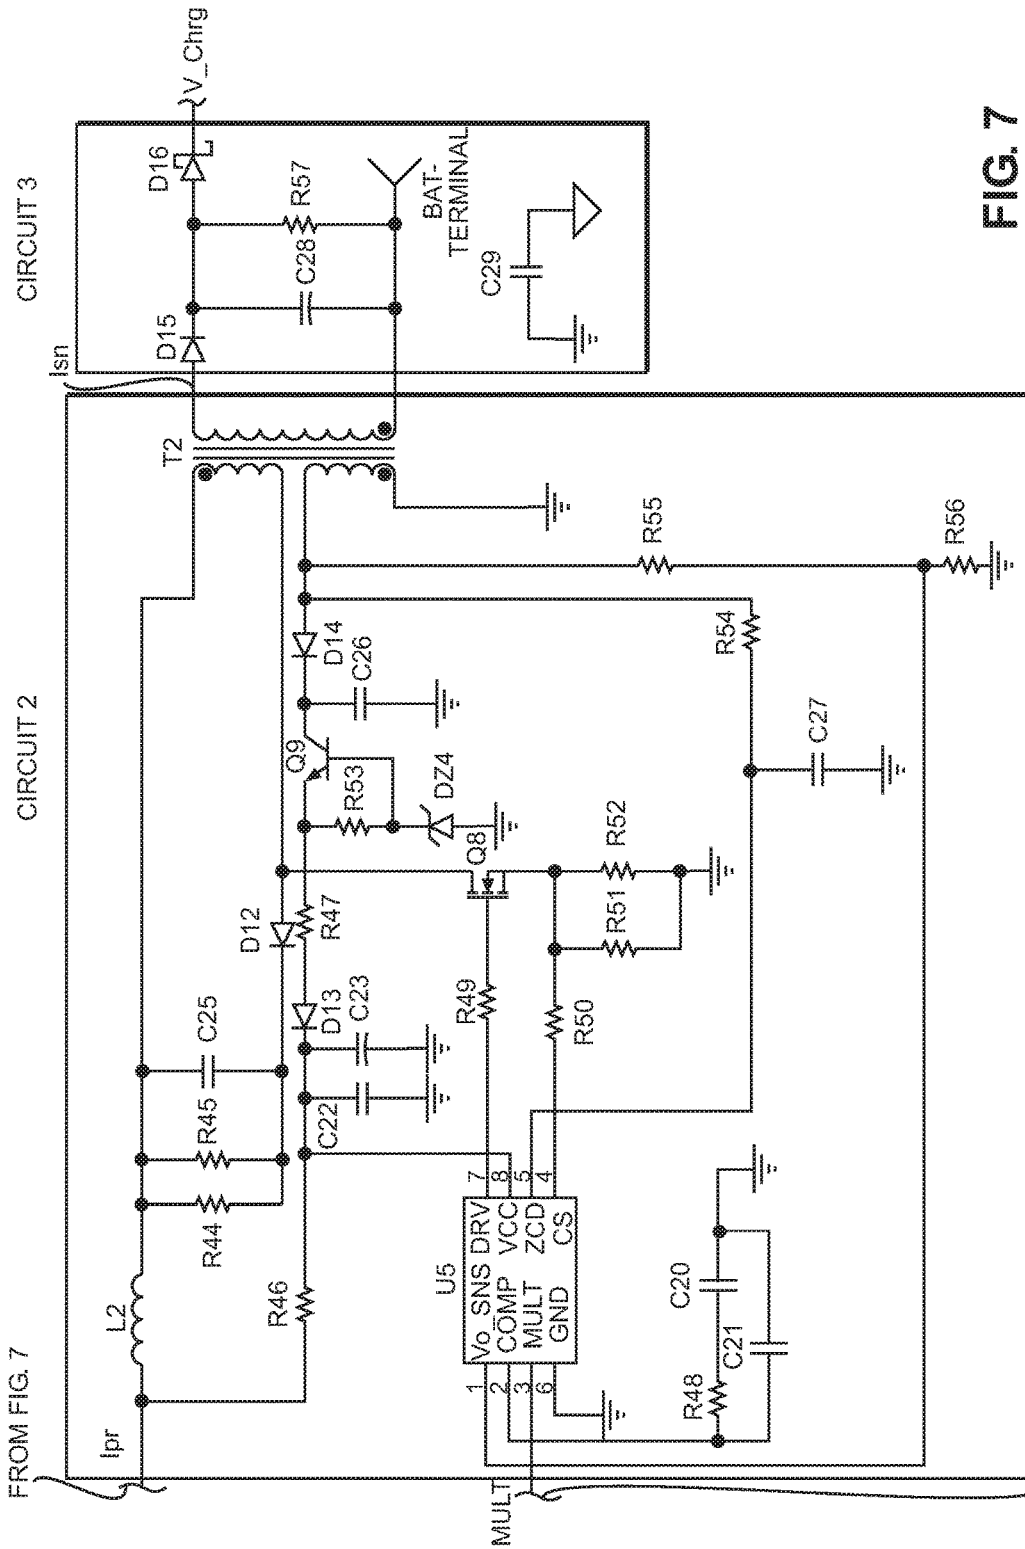 FROM FIG. 7
CIRCUIT 2
CIRCUIT 3
Ipr
L2
R44
R45
C25
D12
T2
Isn
D15
D16
V_Chrg
C28
R57
BAT-
TERMINAL
C29
R46
C22
C23
D13
R47
R53
Q9
DZ4
C26
D14
Q8
R49
R50
R51
R52
R55
R54
R56
C27
U5
Vo_SNS DRV
COMP VCC
MULT ZCD
GND CS
1
2
3
6
7
8
5
4
MULT
R48
C20
C21
FIG. 7